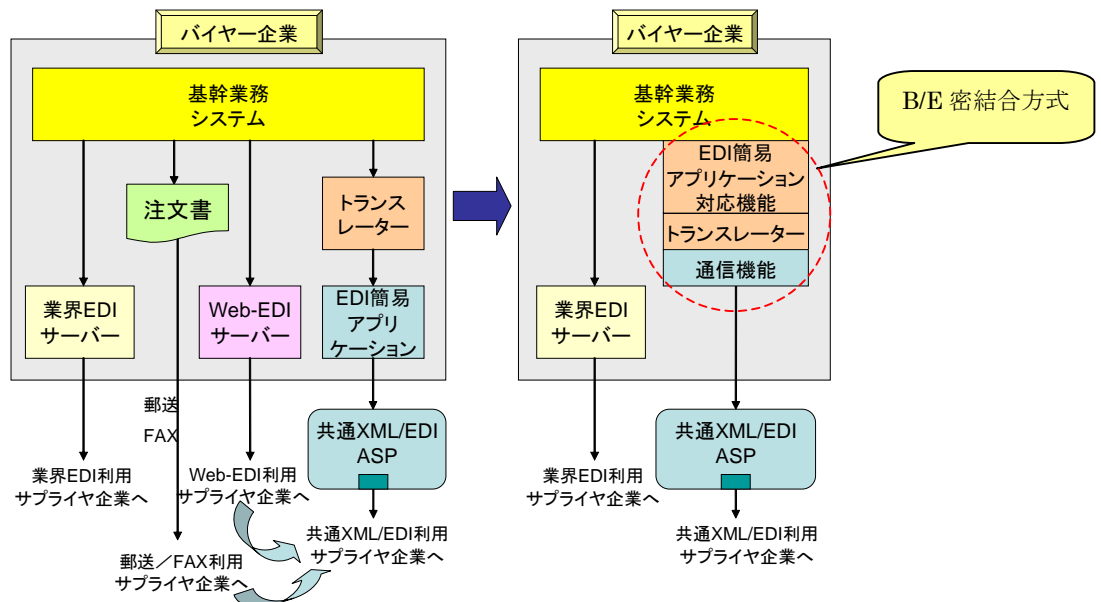 バイヤー企業
基幹業務
システム
注文書
トランス
レーター
業界EDI
サーバー
Web-EDI
サーバー
EDI簡易
アプリ
ケーション
郵送
FAX
共通XML/EDI
ASP
業界EDI利用
サプライヤ企業へ
Web-EDI利用
サプライヤ企業へ
共通XML/EDI利用
サプライヤ企業へ
郵送／FAX利用
サプライヤ企業へ
バイヤー企業
基幹業務
システム
B/E 密結合方式
EDI簡易
アプリケーション
対応機能
トランスレーター
通信機能
業界EDI
サーバー
共通XML/EDI
ASP
業界EDI利用
サプライヤ企業へ
共通XML/EDI利用
サプライヤ企業へ